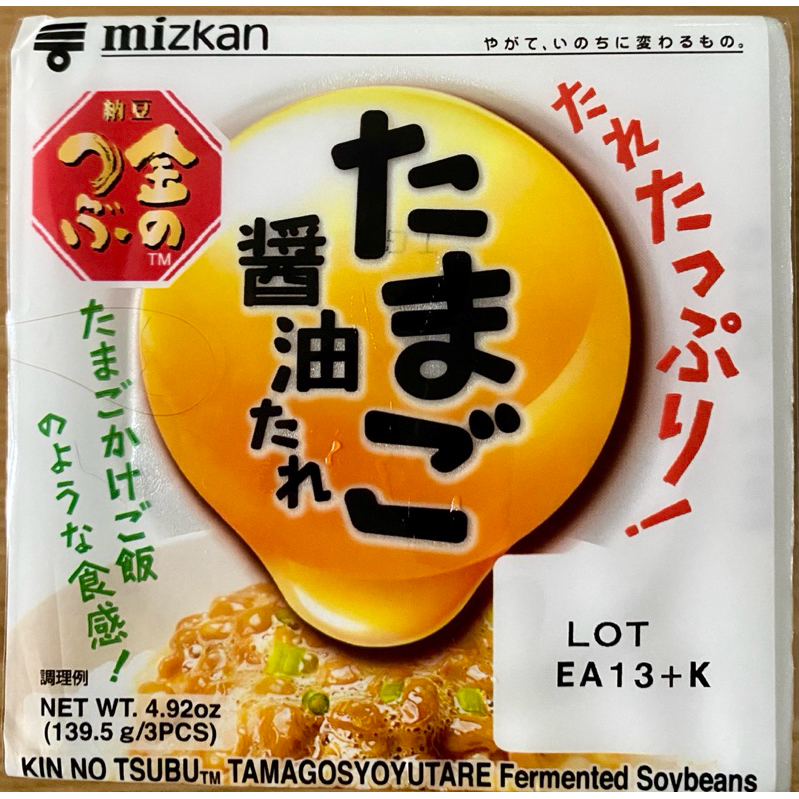 mizkan
やがて、いのちに変わるもの。
納豆
金の
つぶ
TM
たまご
醤油たれ
たれたっぷり!
たまごかけご飯
のような食感!
調理例
NET WT. 4.92oz
(139.5 g/3PCS)
LOT
EA13+K
KIN NO TSUBU™ TAMAGOSYOYUTARE Fermented Soybeans